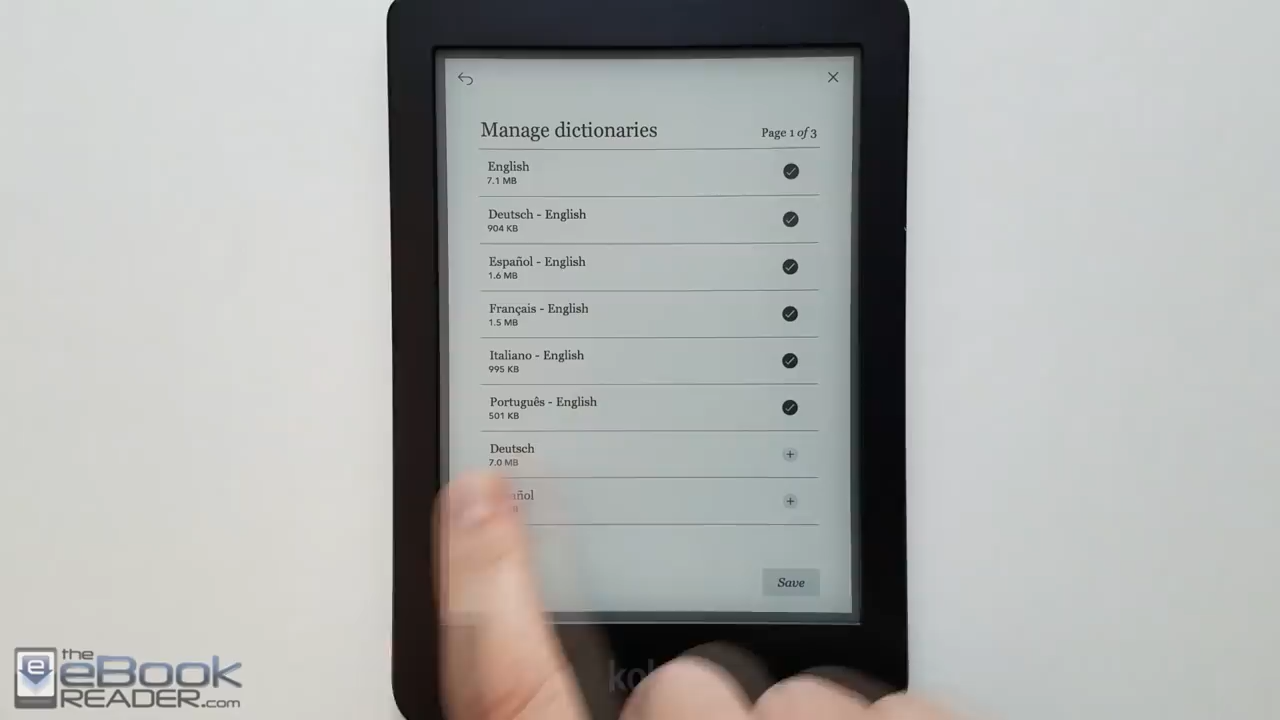 Manage dictionaries
Page 1 of 3
English
7.1 MB
Deutsch - English
904 KB
Español - English
1.6 MB
Français - English
1.5 MB
Italiano - English
995 KB
Português - English
501 KB
Deutsch
7.0 MB
Save
the
eBook
READER.com